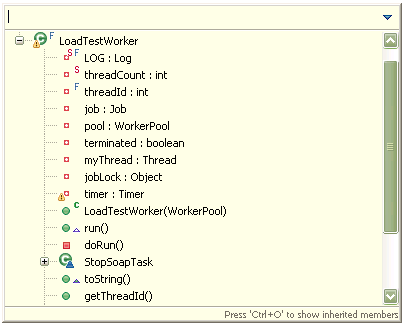 LoadTestWorker
LOG : Log
threadCount : int
threadId : int
job : Job
pool : WorkerPool
terminated : boolean
myThread : Thread
jobLock : Object
timer : Timer
LoadTestWorker(WorkerPool)
run()
doRun()
StopSoapTask
toString()
getThreadId()
Press 'Ctrl+O' to show inherited members